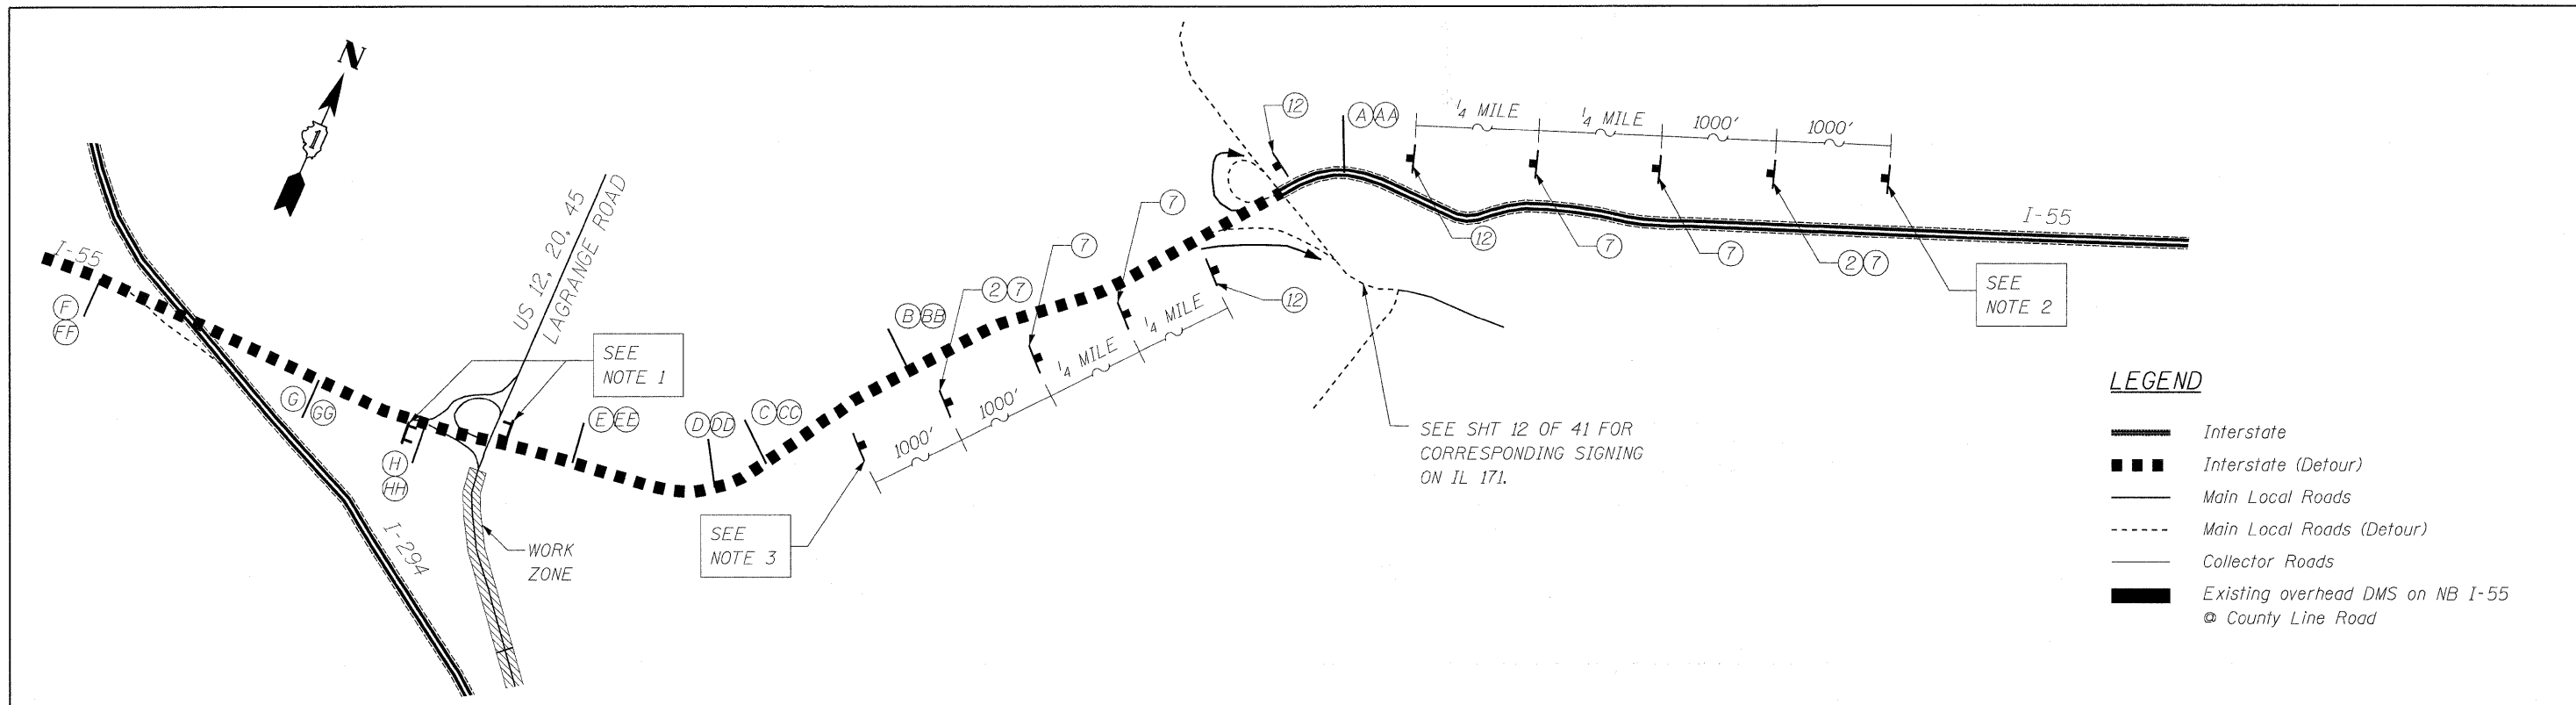 N
1
I-55
F
FF
G
GG
H
HH
I-294
US 12, 20, 45
LAGRANGE ROAD
SEE
NOTE 1
WORK
ZONE
E EE
D DD
C CC
B BB
SEE
NOTE 3
1000'
1000'
1/4 MILE
1/4 MILE
2 7
7
7
12
12
A AA
1/4 MILE
1/4 MILE
1000'
1000'
12
7
7
2 7
I-55
SEE
NOTE 2
SEE SHT 12 OF 41 FOR
CORRESPONDING SIGNING
ON IL 171.
LEGEND
Interstate
Interstate (Detour)
Main Local Roads
Main Local Roads (Detour)
Collector Roads
Existing overhead DMS on NB I-55
@ County Line Road